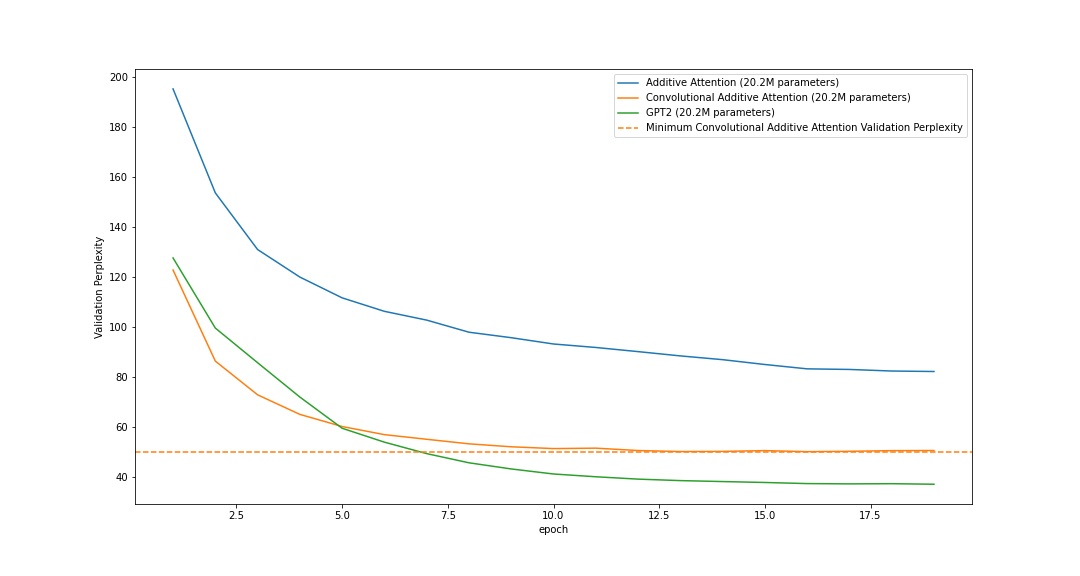 200
180
160
140
120
100
80
60
40
Validation Perplexity
Additive Attention (20.2M parameters)
Convolutional Additive Attention (20.2M parameters)
GPT2 (20.2M parameters)
Minimum Convolutional Additive Attention Validation Perplexity
2.5 5.0 7.5 10.0 12.5 15.0 17.5
epoch